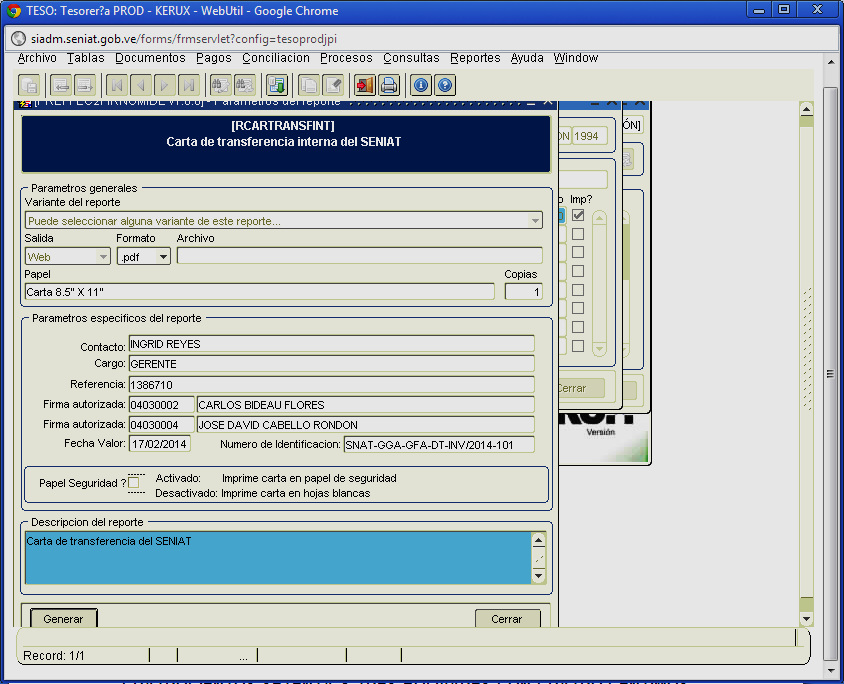 TESO: Tesorer?a PROD - KERUX - WebUtil - Google Chrome
siadm.seniat.gob.ve/forms/frmservlet?config=tesoprodjpi
Archivo Tablas Documentos Pagos Conciliacion Procesos Consultas Reportes Ayuda Window
[RCARTRANSFINT]
Carta de transferencia interna del SENIAT
ON 1994
ÓN]
Parametros generales
Variante del reporte
Puede seleccionar alguna variante de este reporte...
Imp?
Salida Formato Archivo
Web .pdf
Papel Copias
Carta 8.5" X 11" 1
Parametros especificos del reporte
Contacto: INGRID REYES
Cargo: GERENTE
Referencia: 1386710
Firma autorizada: 04030002 CARLOS BIDEAU FLORES
Firma autorizada: 04030004 JOSE DAVID CABELLO RONDON
Fecha Valor: 17/02/2014 Numero de Identificacion: SNAT-GGA-GFA-DT-INV/2014-101
Cerrar
Versión
Papel Seguridad ? Activado: Imprime carta en papel de seguridad
Desactivado: Imprime carta en hojas blancas
Descripcion del reporte
Carta de transferencia del SENIAT
Generar Cerrar
Record: 1/1 ...